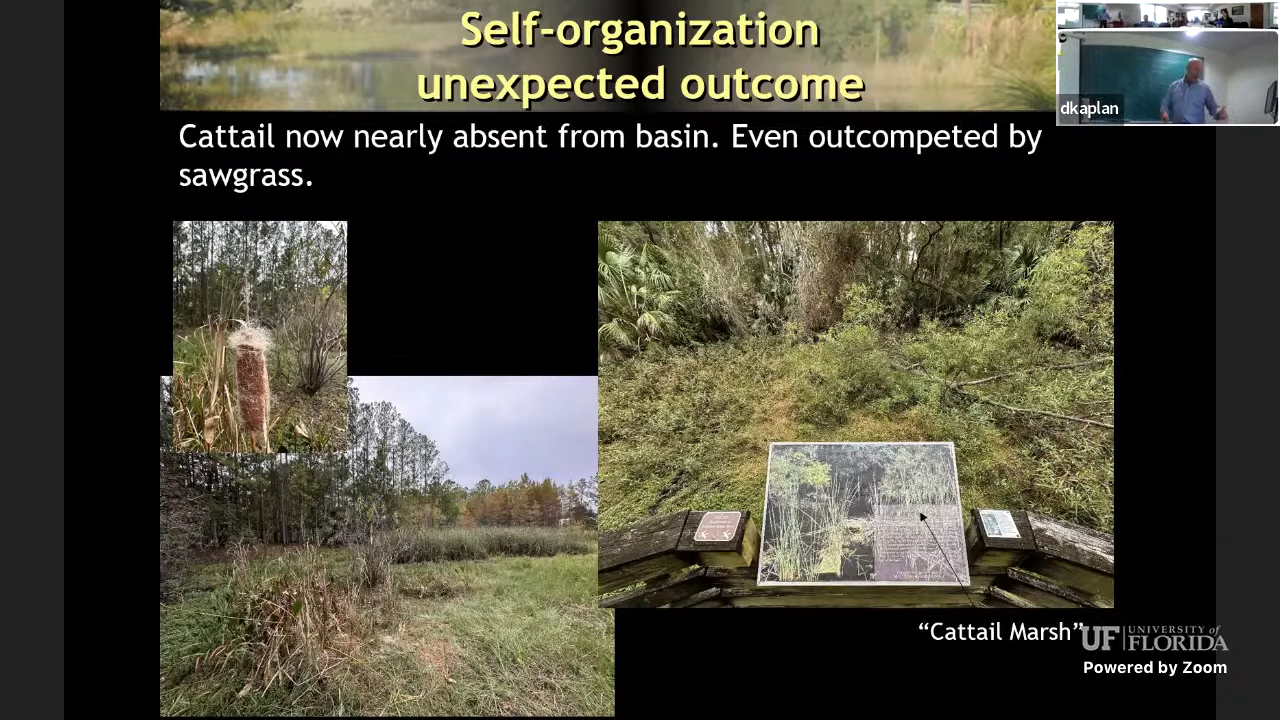 Self-organization
unexpected outcome
dkaplan
Cattail now nearly absent from basin. Even outcompeted by
sawgrass.
“Cattail Marsh”
UF UNIVERSITY of
FLORIDA
Powered by Zoom